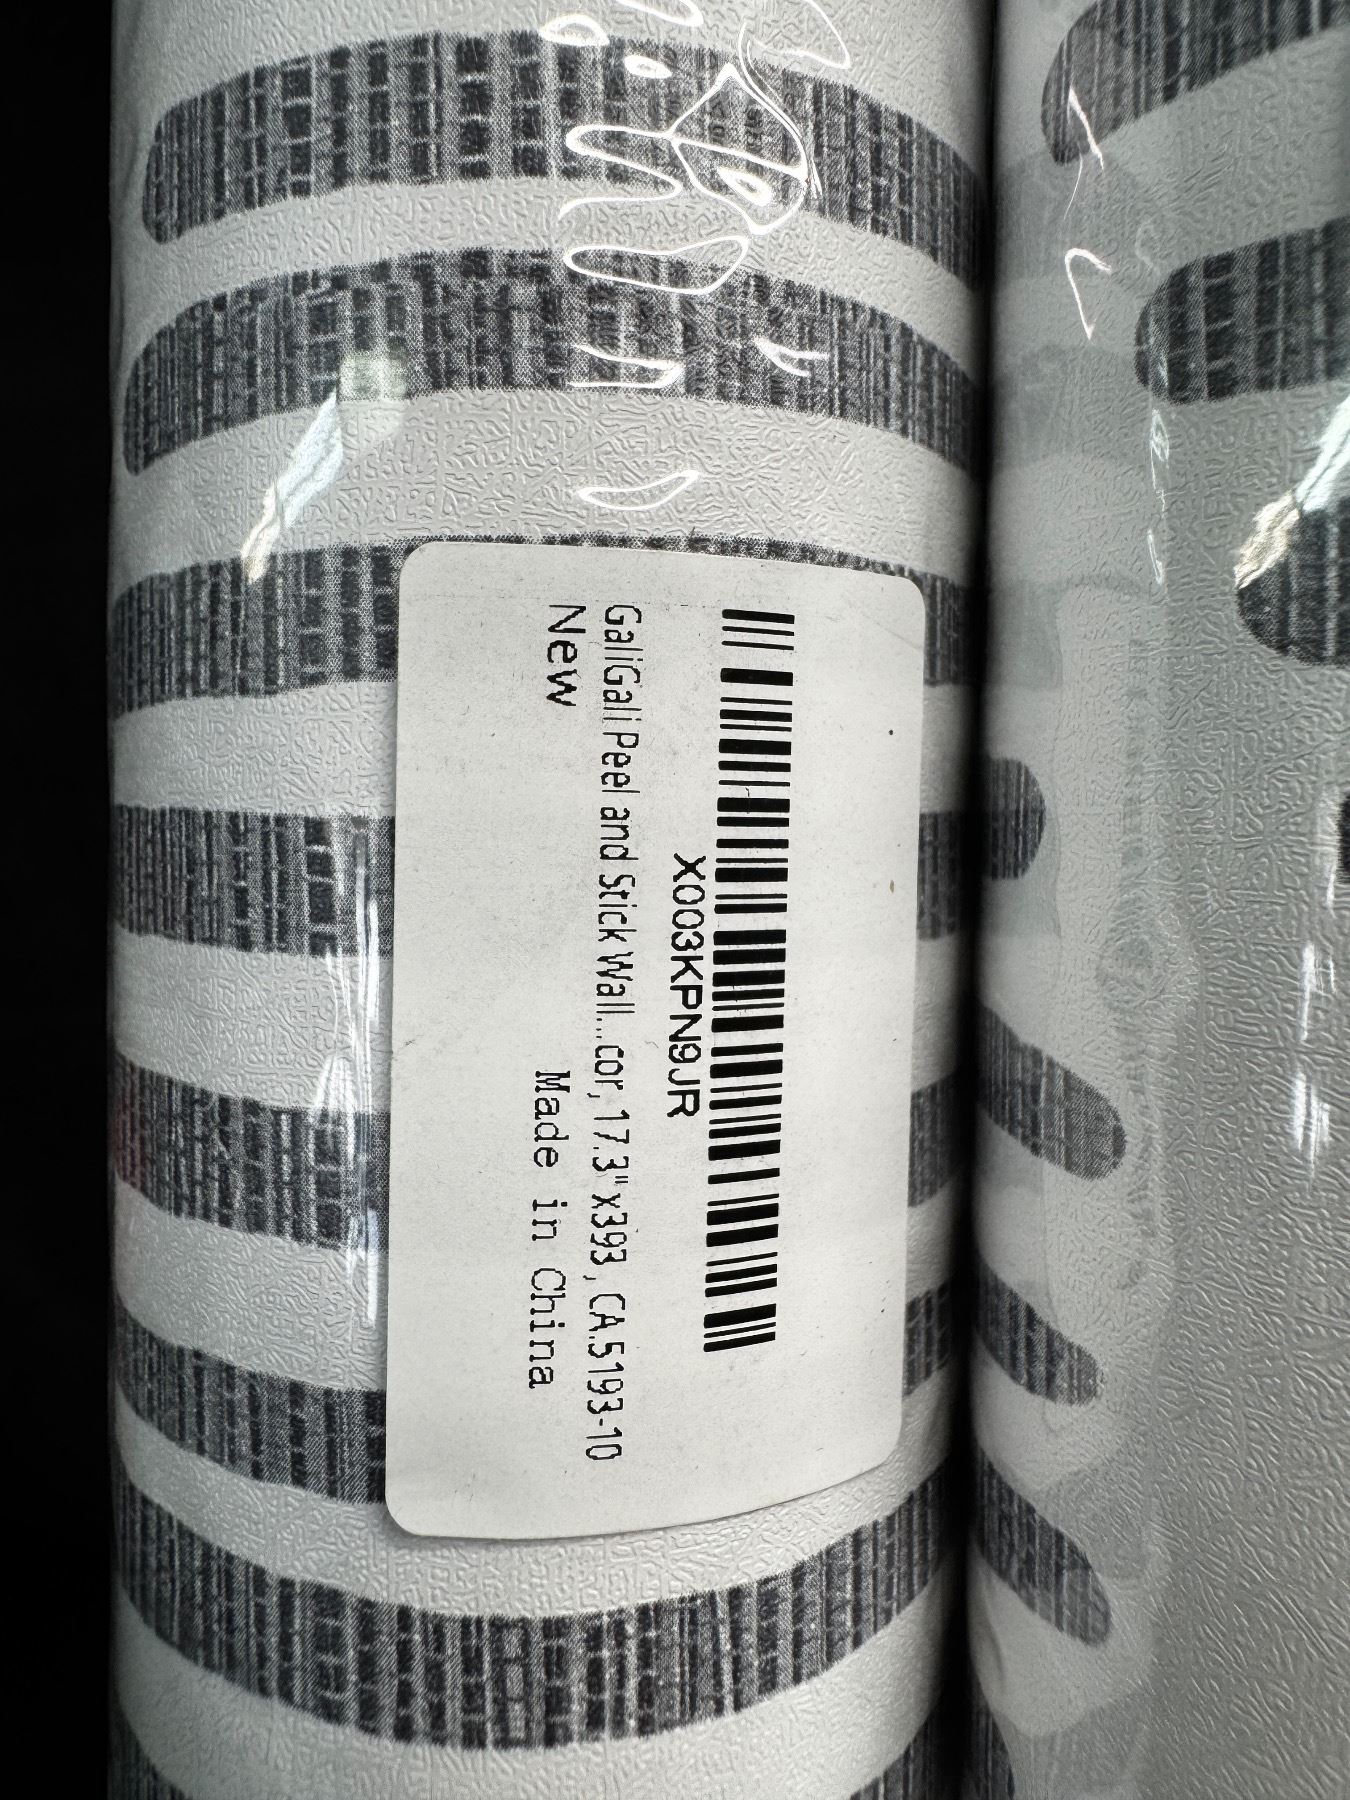 X003KPN9JR
GaliGali Peel and Stick Wall...cor, 17.3"x393, CA.5193-10
New
Made in China